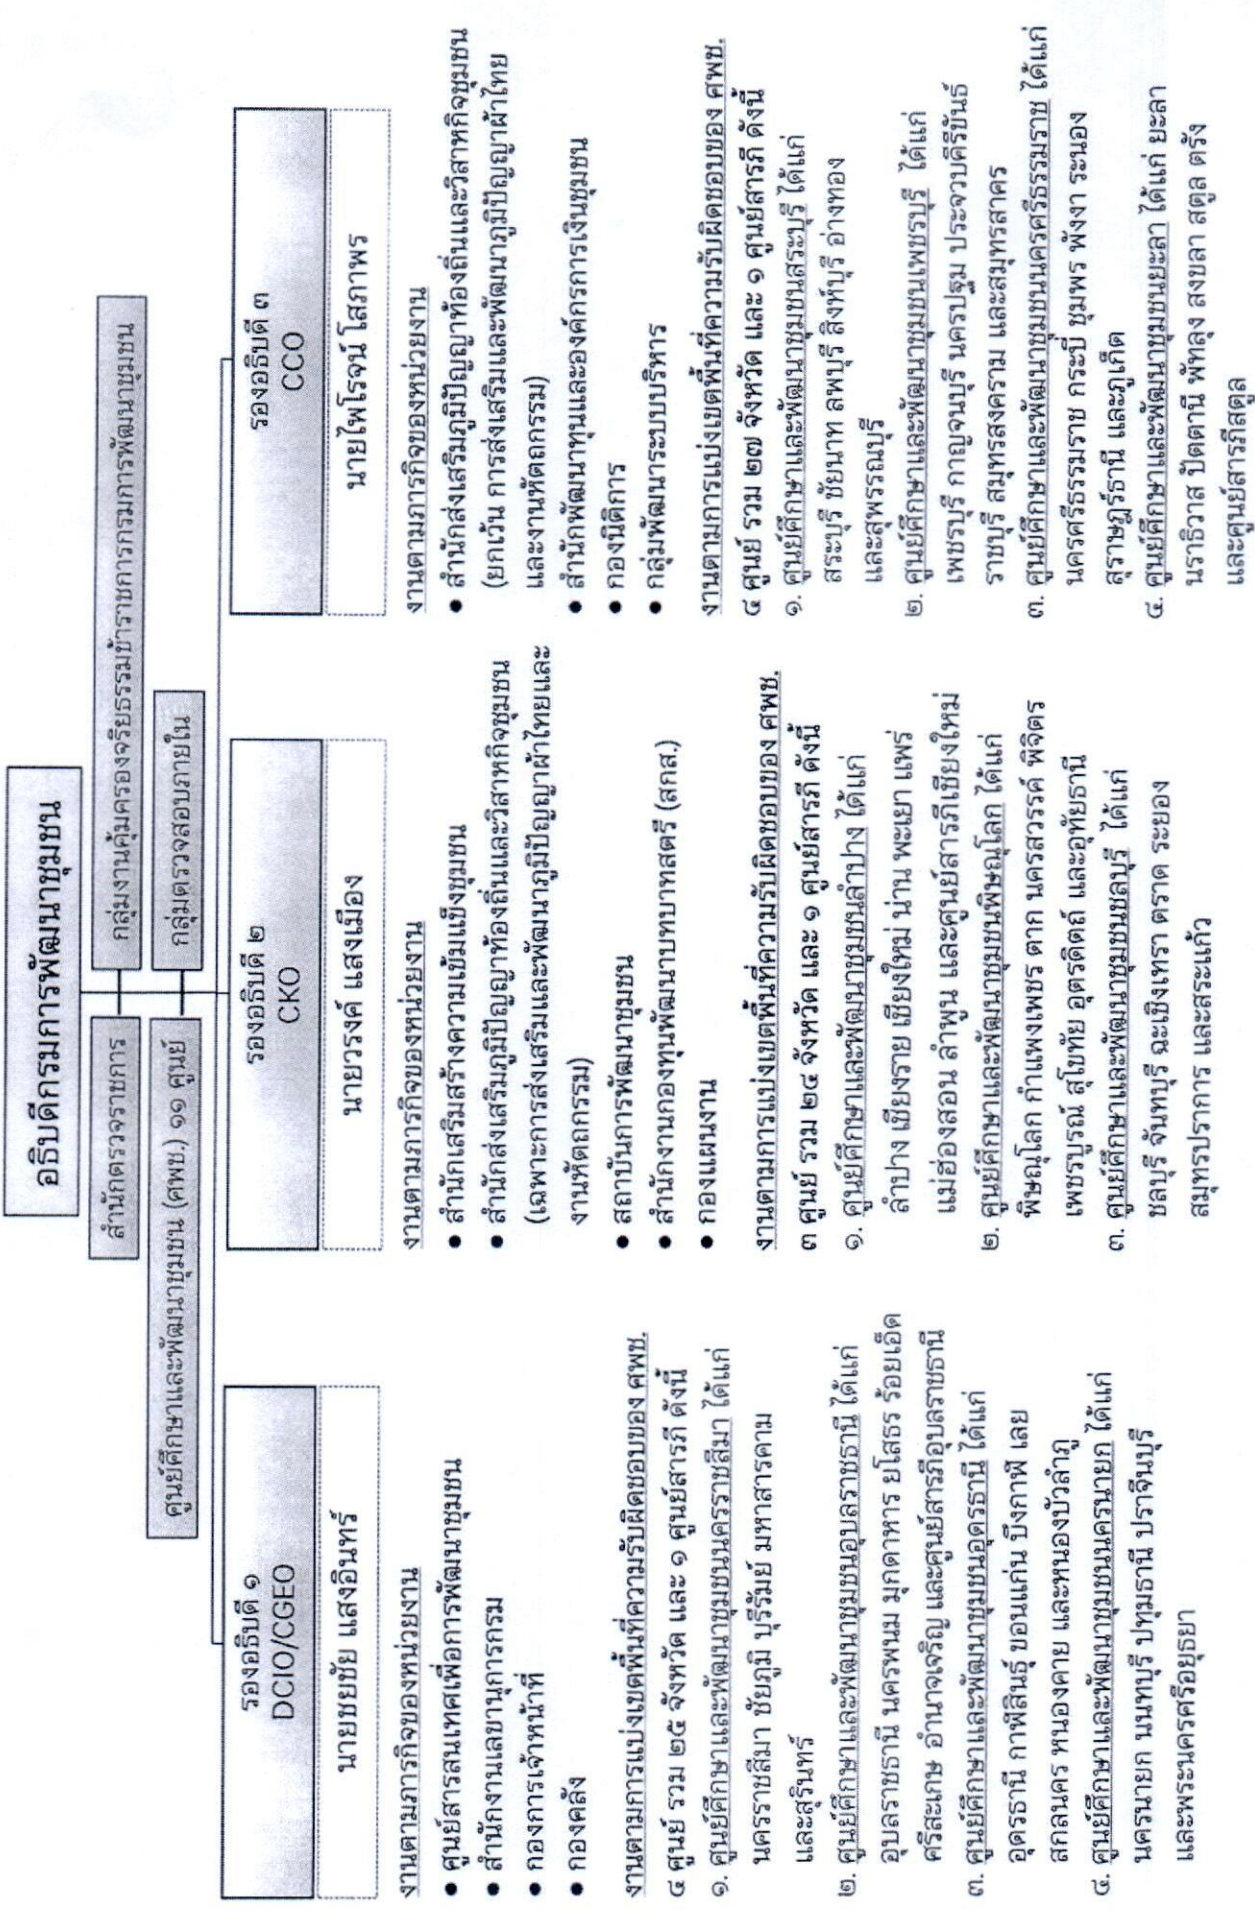 อธิบดีกรมการพัฒนาชุมชน
สำนักตรวจราชการ
กลุ่มงานคุ้มครองจริยธรรมข้าราชการกรมการพัฒนาชุมชน
ศูนย์ศึกษาและพัฒนาชุมชน (ศพช.) ๑๑ ศูนย์
กลุ่มตรวจสอบภายใน
รองอธิบดี ๑
DCIO/CGEO
นายชยชัย แสงอินทร์
งานตามภารกิจของหน่วยงาน
● ศูนย์สารสนเทศเพื่อการพัฒนาชุมชน
● สำนักงานเลขานุการกรม
● กองการเจ้าหน้าที่
● กองคลัง
งานตามการแบ่งเขตพื้นที่ความรับผิดชอบของ ศพช.
๔ ศูนย์ รวม ๒๕ จังหวัด และ ๑ ศูนย์สารภี ดังนี้
๑. ศูนย์ศึกษาและพัฒนาชุมชนนครราชสีมา ได้แก่
นครราชสีมา ชัยภูมิ บุรีรัมย์ มหาสารคาม
และสุรินทร์
๒. ศูนย์ศึกษาและพัฒนาชุมชนอุบลราชธานี ได้แก่
อุบลราชธานี นครพนม มุกดาหาร ยโสธร ร้อยเอ็ด
ศรีสะเกษ อำนาจเจริญ และศูนย์สารภีอุบลราชธานี
๓. ศูนย์ศึกษาและพัฒนาชุมชนอุดรธานี ได้แก่
อุดรธานี กาฬสินธุ์ ขอนแก่น บึงกาฬ เลย
สกลนคร หนองคาย และหนองบัวลำภู
๔. ศูนย์ศึกษาและพัฒนาชุมชนนครนายก ได้แก่
นครนายก นนทบุรี ปทุมธานี ปราจีนบุรี
และพระนครศรีอยุธยา
รองอธิบดี ๒
CKO
นายวรงค์ แสงเมือง
งานตามภารกิจของหน่วยงาน
● สำนักเสริมสร้างความเข้มแข็งชุมชน
● สำนักส่งเสริมภูมิปัญญาท้องถิ่นและวิสาหกิจชุมชน
(เฉพาะการส่งเสริมและพัฒนาภูมิปัญญาผ้าไทยและ
งานหัตถกรรม)
● สถาบันการพัฒนาชุมชน
● สำนักงานกองทุนพัฒนาบทบาทสตรี (สกส.)
● กองแผนงาน
งานตามการแบ่งเขตพื้นที่ความรับผิดชอบของ ศพช.
๓ ศูนย์ รวม ๒๔ จังหวัด และ ๑ ศูนย์สารภี ดังนี้
๑. ศูนย์ศึกษาและพัฒนาชุมชนลำปาง ได้แก่
ลำปาง เชียงราย เชียงใหม่ น่าน พะเยา แพร่
แม่ฮ่องสอน ลำพูน และศูนย์สารภีเชียงใหม่
๒. ศูนย์ศึกษาและพัฒนาชุมชนพิษณุโลก ได้แก่
พิษณุโลก กำแพงเพชร ตาก นครสวรรค์ พิจิตร
เพชรบูรณ์ สุโขทัย อุตรดิตถ์ และอุทัยธานี
๓. ศูนย์ศึกษาและพัฒนาชุมชนชลบุรี ได้แก่
ชลบุรี จันทบุรี ฉะเชิงเทรา ตราด ระยอง
สมุทรปราการ และสระแก้ว
รองอธิบดี ๓
CCO
นายไพโรจน์ โสภาพร
งานตามภารกิจของหน่วยงาน
● สำนักส่งเสริมภูมิปัญญาท้องถิ่นและวิสาหกิจชุมชน
(ยกเว้น การส่งเสริมและพัฒนาภูมิปัญญาผ้าไทย
และงานหัตถกรรม)
● สำนักพัฒนาทุนและองค์กรการเงินชุมชน
● กองนิติการ
● กลุ่มพัฒนาระบบบริหาร
งานตามการแบ่งเขตพื้นที่ความรับผิดชอบของ ศพช.
๔ ศูนย์ รวม ๒๗ จังหวัด และ ๑ ศูนย์สารภี ดังนี้
๑. ศูนย์ศึกษาและพัฒนาชุมชนสระบุรี ได้แก่
สระบุรี ชัยนาท ลพบุรี สิงห์บุรี อ่างทอง
และสุพรรณบุรี
๒. ศูนย์ศึกษาและพัฒนาชุมชนเพชรบุรี ได้แก่
เพชรบุรี กาญจนบุรี นครปฐม ประจวบคีรีขันธ์
ราชบุรี สมุทรสงคราม และสมุทรสาคร
๓. ศูนย์ศึกษาและพัฒนาชุมชนนครศรีธรรมราช ได้แก่
นครศรีธรรมราช กระบี่ ชุมพร พังงา ระนอง
สุราษฎร์ธานี และภูเก็ต
๔. ศูนย์ศึกษาและพัฒนาชุมชนยะลา ได้แก่ ยะลา
นราธิวาส ปัตตานี พัทลุง สงขลา สตูล ตรัง
และศูนย์สารภีสตูล